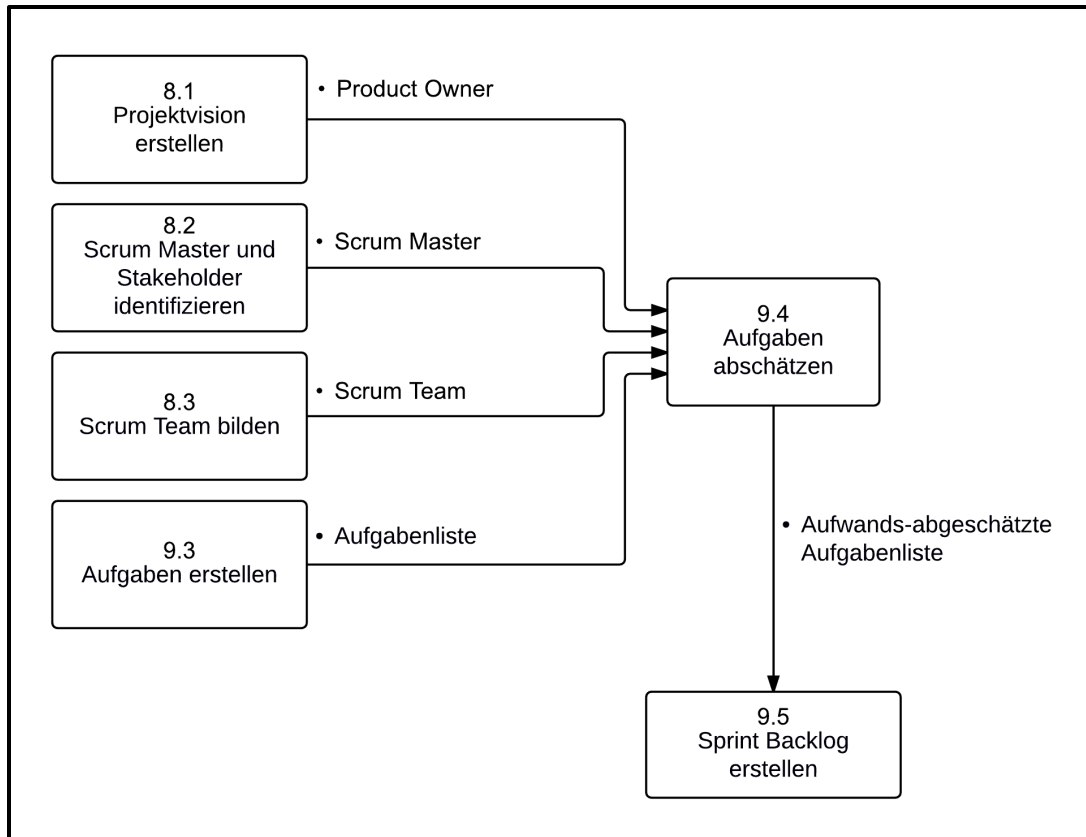 8.1
Projektvision
erstellen
• Product Owner
8.2
Scrum Master und
Stakeholder
identifizieren
• Scrum Master
8.3
Scrum Team bilden
• Scrum Team
9.3
Aufgaben erstellen
• Aufgabenliste
9.4
Aufgaben
abschätzen
• Aufwands-abgeschätzte
Aufgabenliste
9.5
Sprint Backlog
erstellen